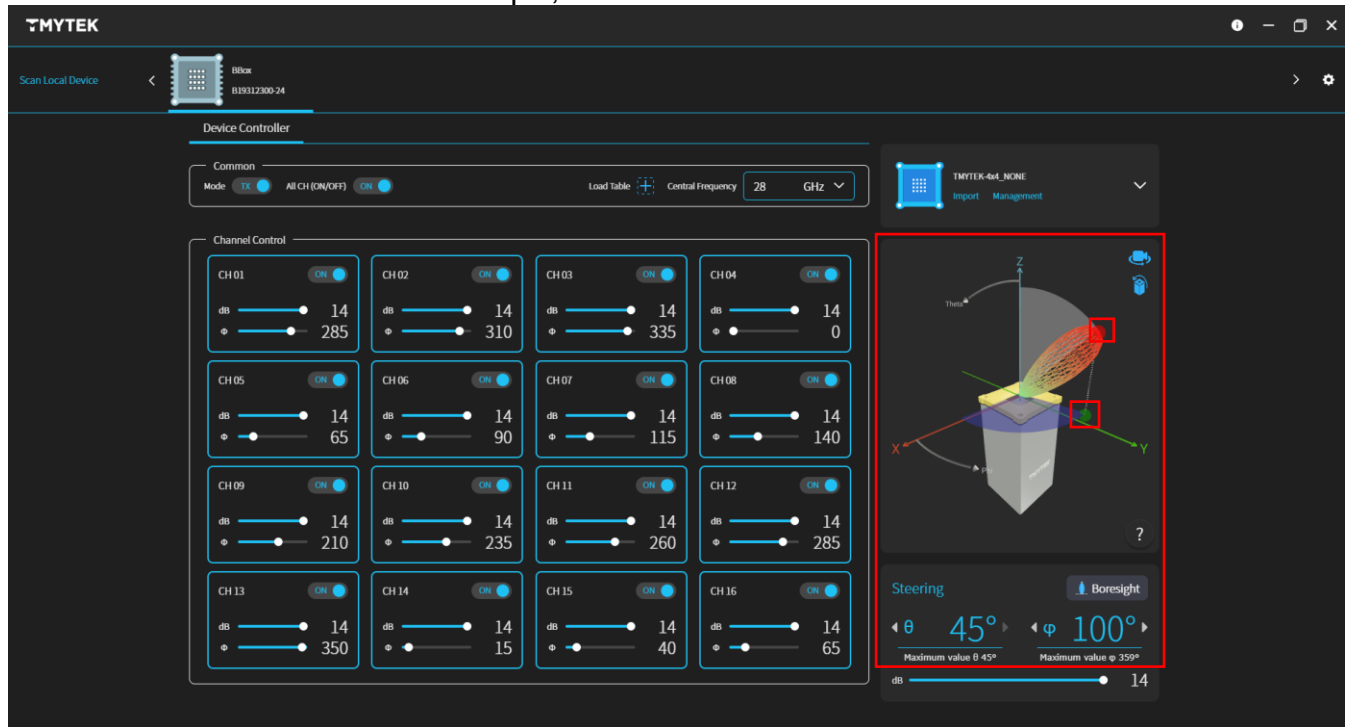 TMYTEK
Scan Local Device
BBox
B19312300-24
Device Controller
Common
Mode TX All CH (ON/OFF) ON Load Table Central Frequency 28 GHz
TMYTEK-4x4_NONE
Import Management
Channel Control
CH 01 ON CH 02 ON CH 03 ON CH 04 ON
dB 14 dB 14 dB 14 dB 14
Φ 285 Φ 310 Φ 335 Φ 0
CH 05 ON CH 06 ON CH 07 ON CH 08 ON
dB 14 dB 14 dB 14 dB 14
Φ 65 Φ 90 Φ 115 Φ 140
CH 09 ON CH 10 ON CH 11 ON CH 12 ON
dB 14 dB 14 dB 14 dB 14
Φ 210 Φ 235 Φ 260 Φ 285
CH 13 ON CH 14 ON CH 15 ON CH 16 ON
dB 14 dB 14 dB 14 dB 14
Φ 350 Φ 15 Φ 40 Φ 65
Z
Theta
X
Y
Phi
TMYTEK
?
Steering Boresight
θ 45° φ 100°
Maximum value θ 45° Maximum value φ 359°
dB 14